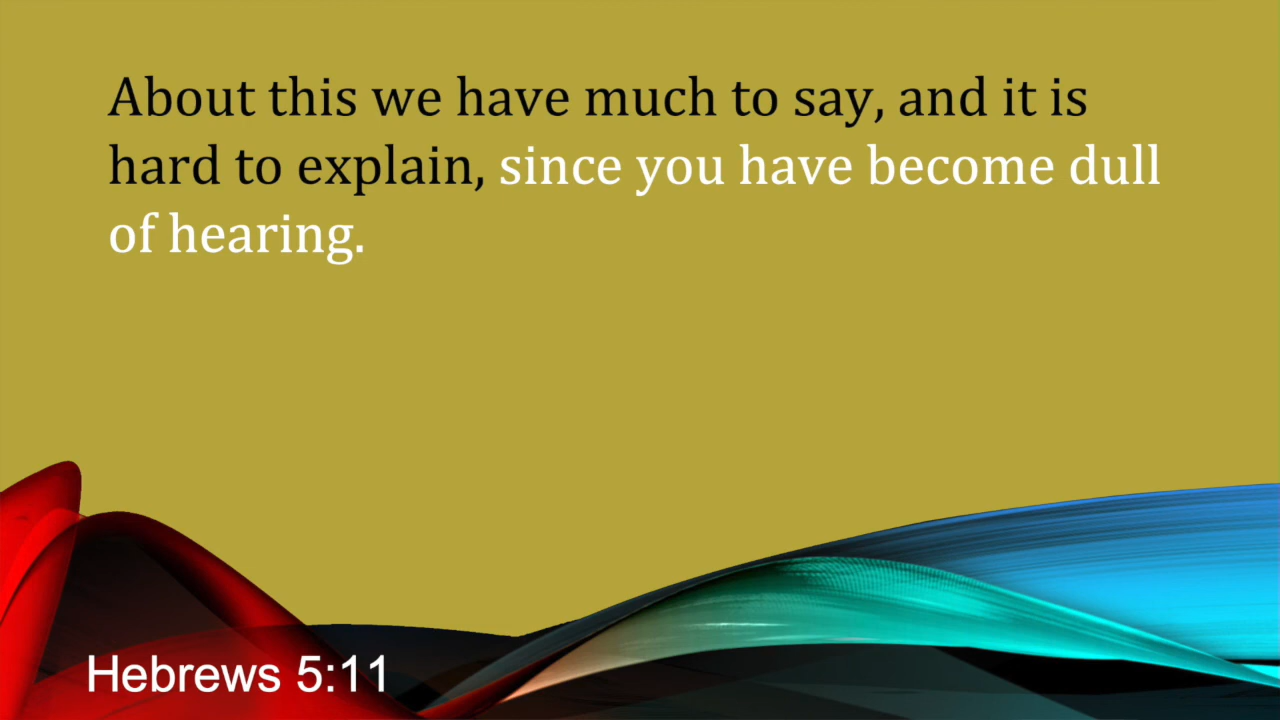 About this we have much to say, and it is
hard to explain, since you have become dull
of hearing.
Hebrews 5:11